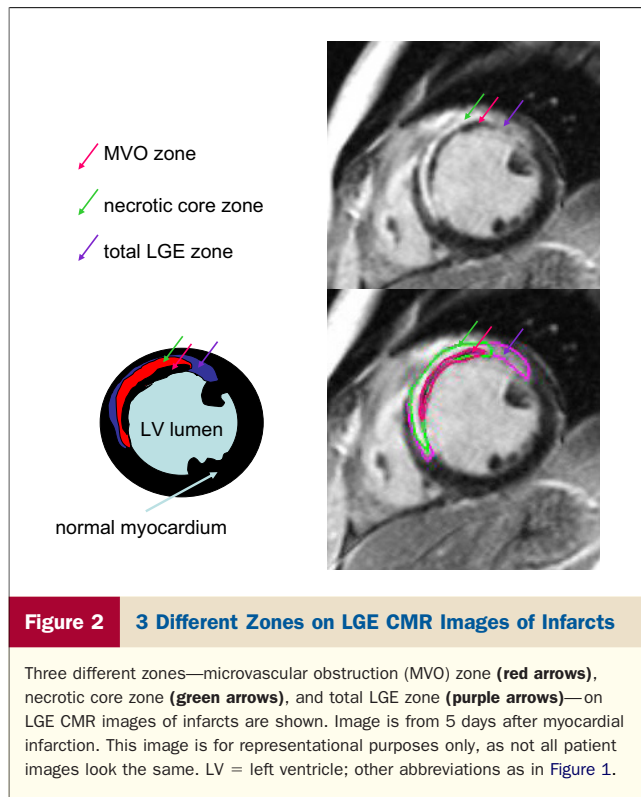 MVO zone
necrotic core zone
total LGE zone
LV lumen
normal myocardium
Figure 2 3 Different Zones on LGE CMR Images of Infarcts
Three different zones—microvascular obstruction (MVO) zone (red arrows),
necrotic core zone (green arrows), and total LGE zone (purple arrows)—on
LGE CMR images of infarcts are shown. Image is from 5 days after myocardial
infarction. This image is for representational purposes only, as not all patient
images look the same. LV = left ventricle; other abbreviations as in Figure 1.